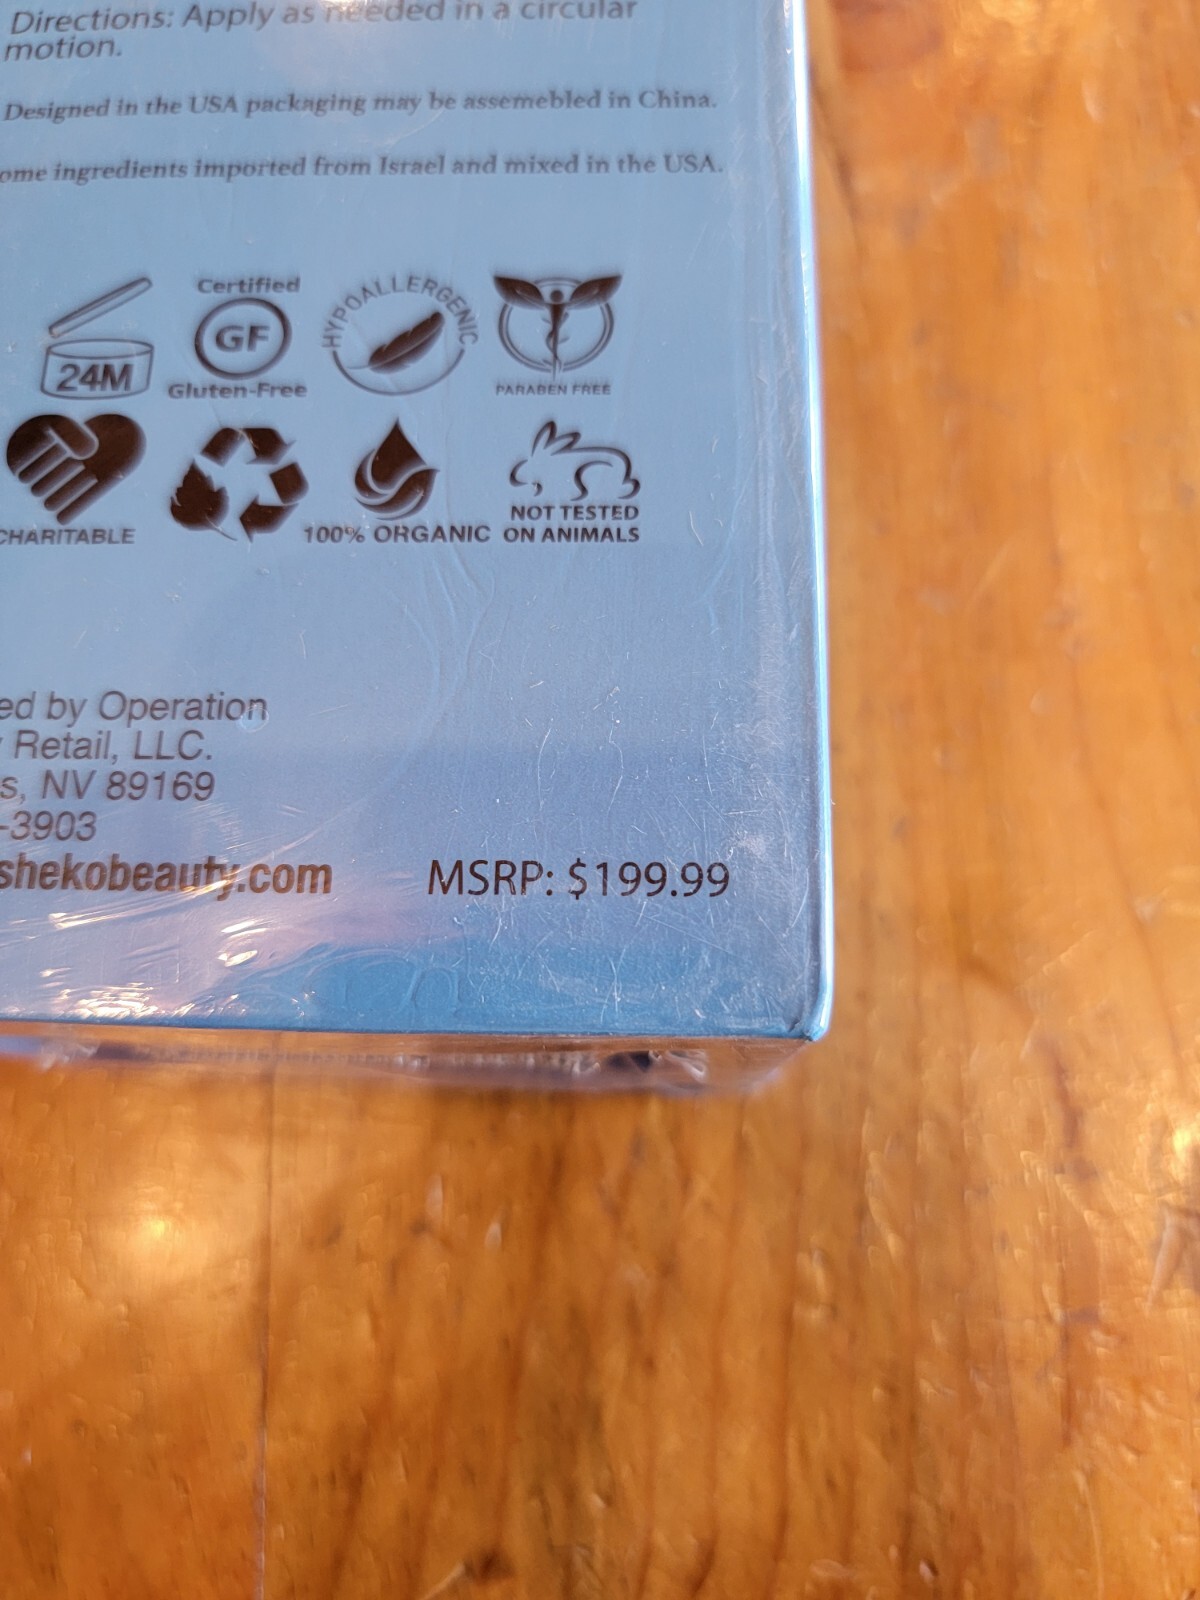 Directions: Apply as needed in a circular
motion.
Designed in the USA packaging may be assemebled in China.
ome ingredients imported from Israel and mixed in the USA.
Certified
GF
Gluten-Free
24M
HYPOALLERGENIC
PARABEN FREE
CHARITABLE
100% ORGANIC
NOT TESTED
ON ANIMALS
ed by Operation
y Retail, LLC.
s, NV 89169
-3903
shekobeauty.com
MSRP: $199.99